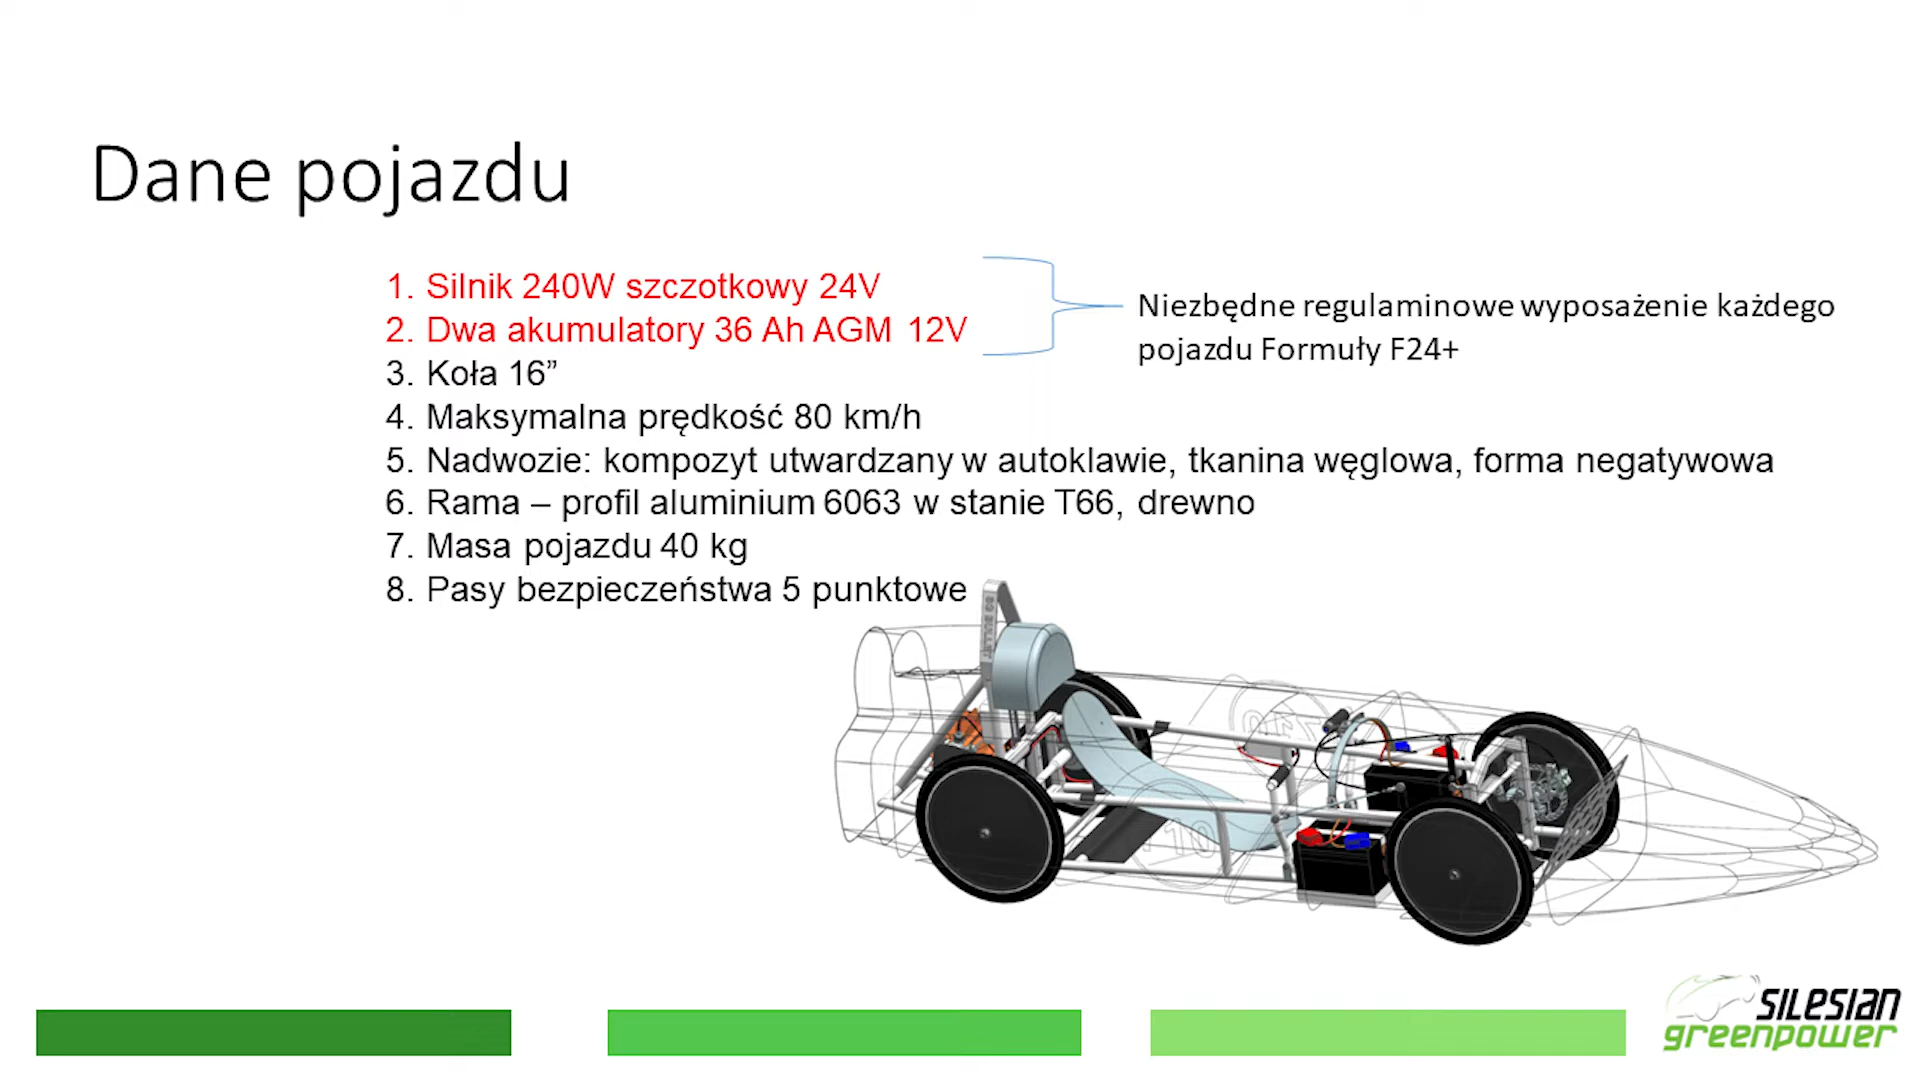 Dane pojazdu
1. Silnik 240W szczotkowy 24V
2. Dwa akumulatory 36 Ah AGM 12V
Niezbędne regulaminowe wyposażenie każdego
pojazdu Formuły F24+
3. Koła 16”
4. Maksymalna prędkość 80 km/h
5. Nadwozie: kompozyt utwardzany w autoklawie, tkanina węglowa, forma negatywowa
6. Rama – profil aluminium 6063 w stanie T66, drewno
7. Masa pojazdu 40 kg
8. Pasy bezpieczeństwa 5 punktowe
SG BULLET
10
SILESIAN
greenpower